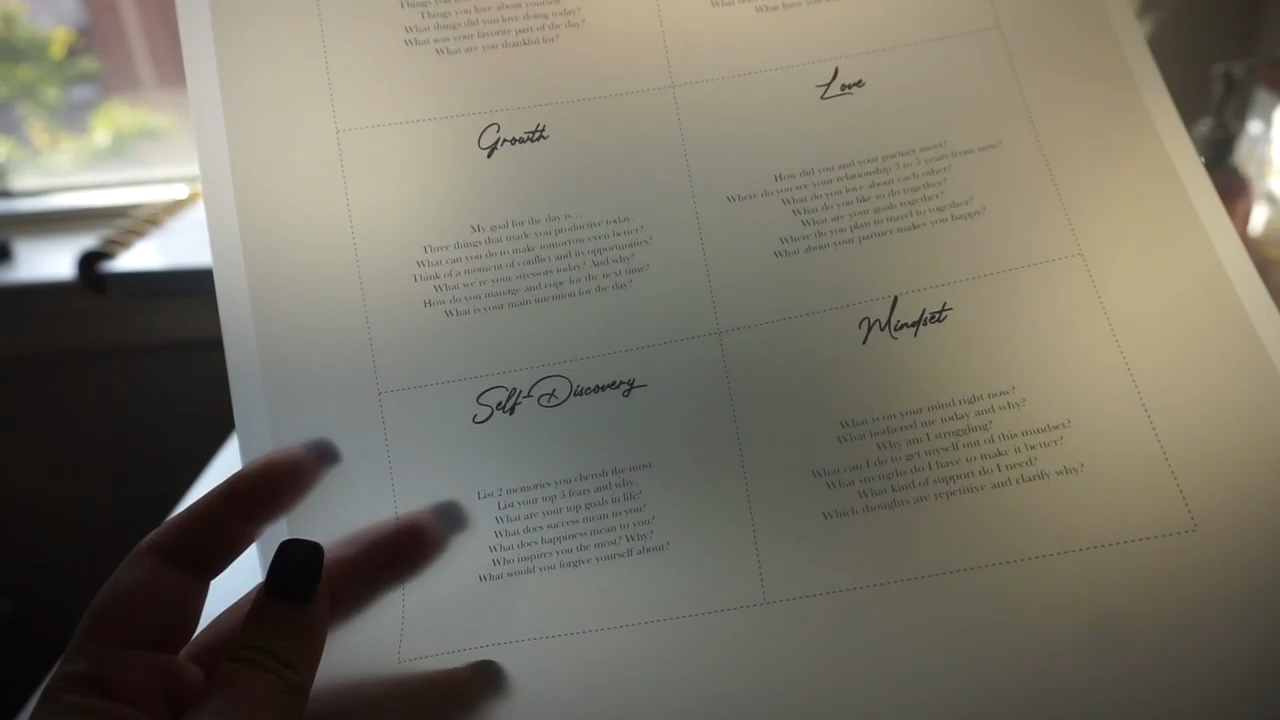 Things you love about yourself
What things did you love doing today?
What was your favorite part of the day?
What are you thankful for?
Growth
My goal for the day is...
Three things that made you productive today.
What can you do to make tomorrow even better?
Think of a moment of conflict and its opportunities'
What we're your stressors today? And why?
How do you manage and cope for the next time?
What is your main intention for the day?
Love
How did you and your partner meet?
Where do you see your relationship 3 to 5 years from now?
What do you love about each other?
What do you like to do together?
What are your goals together?
Where do you plan to travel to together?
What about your partner makes you happy?
Self-Discovery
List 2 memories you cherish the most.
List your top 3 fears and why.
What are your top goals in life?
What does success mean to you?
What does happiness mean to you?
Who inspires you the most? Why?
What would you forgive yourself about?
Mindset
What is on your mind right now?
What bothered me today and why?
Why am I struggling?
What can I do to get myself out of this mindset?
What strengths do I have to make it better?
What kind of support do I need?
Which thoughts are repetitive and clarify why?